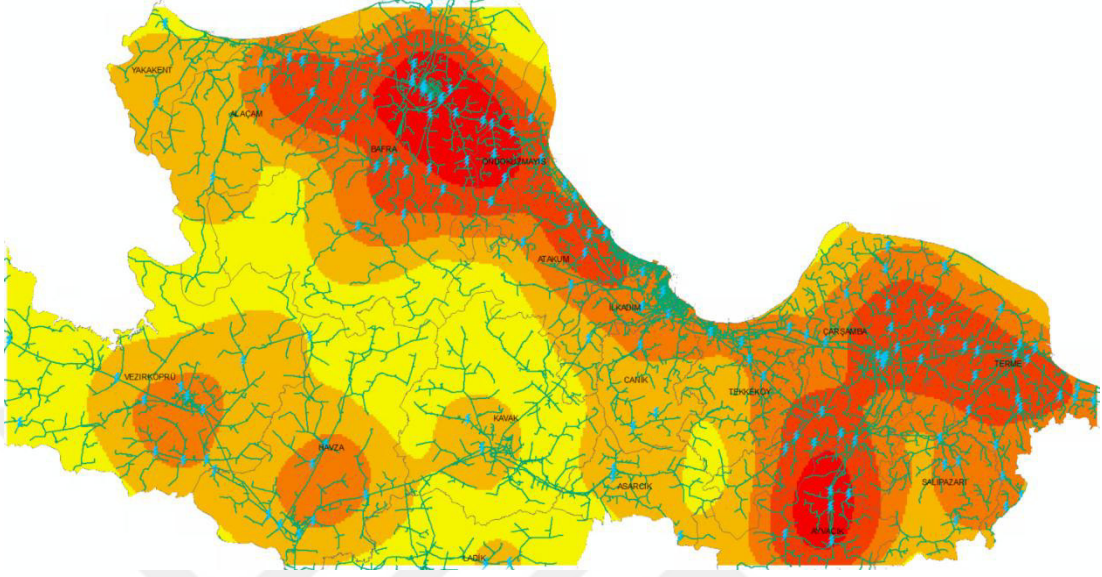 YAKAKENT
ALAÇAM
BAFRA
ONDOKUZMAYIS
ATAKUM
İLKADIM
ÇARŞAMBA
TERME
VEZİRKÖPRÜ
CANİK
TEKKEKÖY
KAVAK
HAVZA
ASARCIK
SALIPAZARI
AYVACIK
LADİK